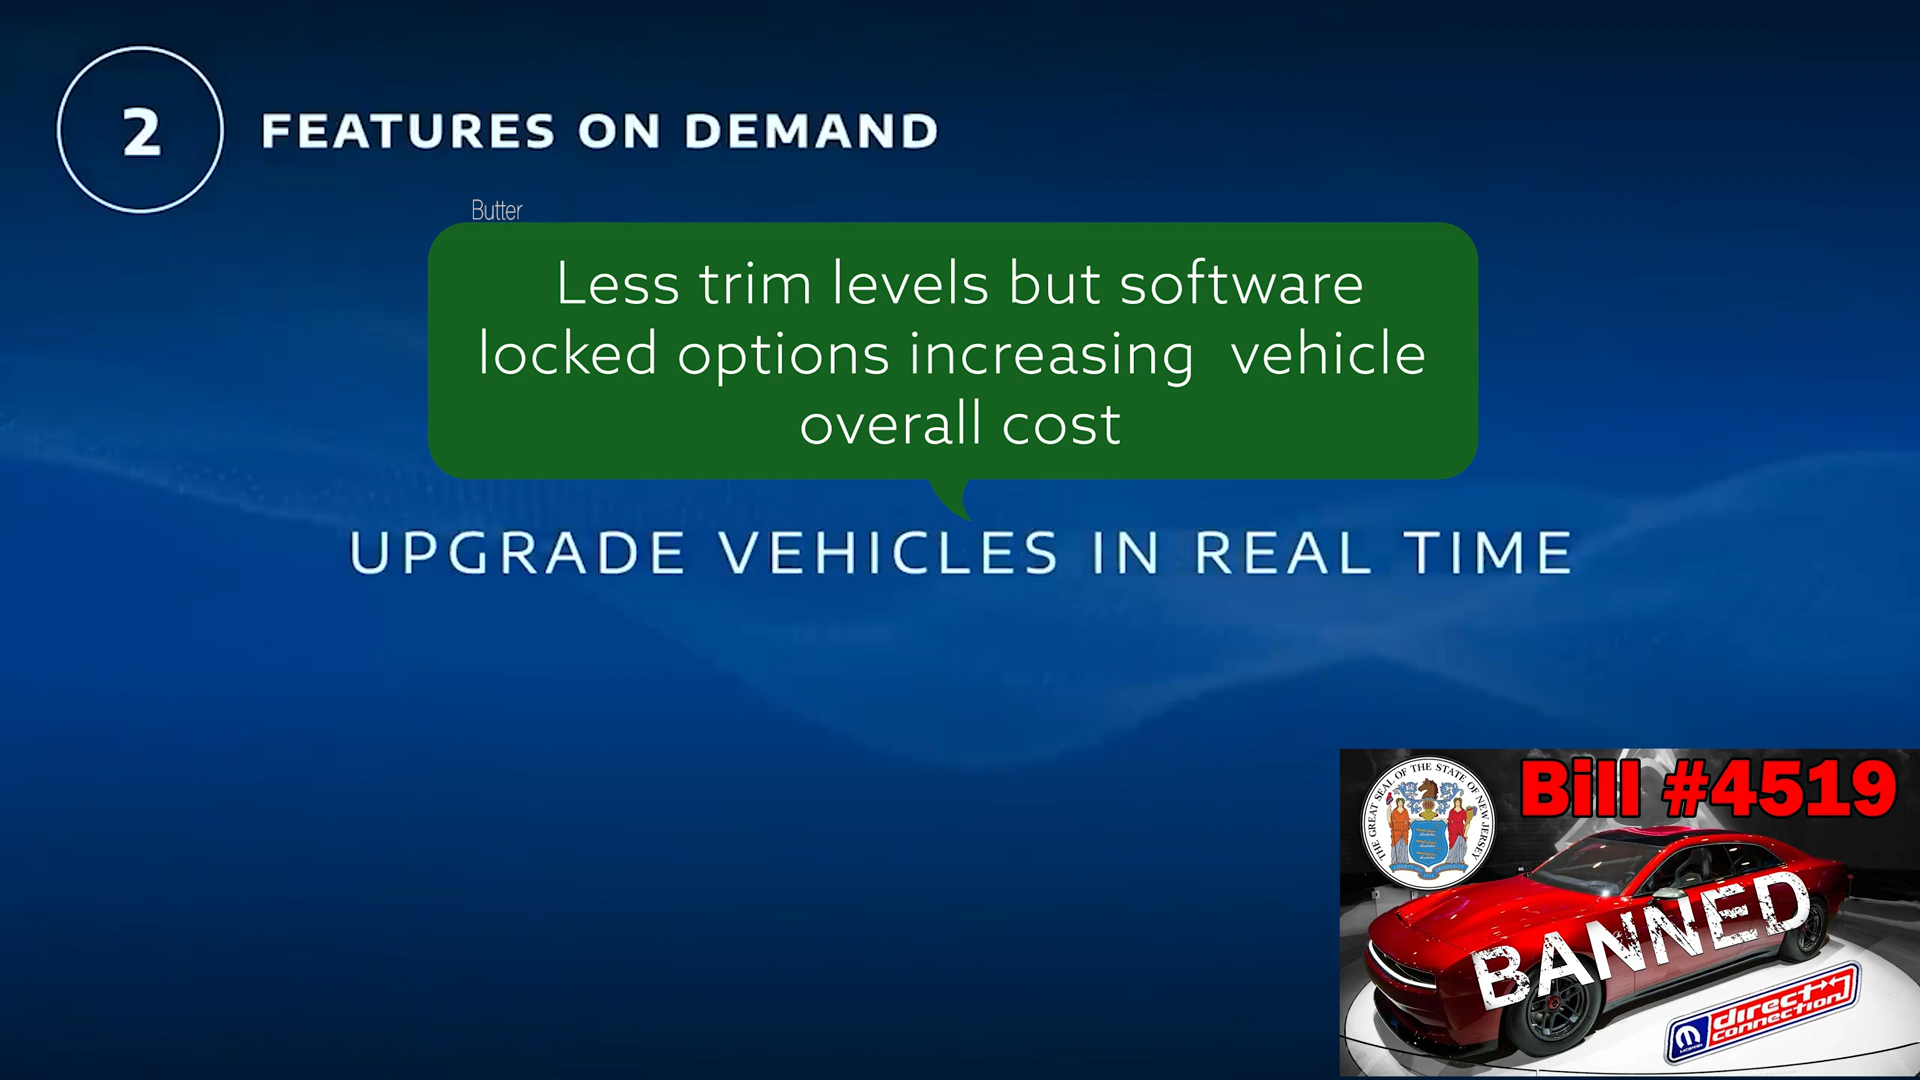 2
FEATURES ON DEMAND
Butter
Less trim levels but software
locked options increasing  vehicle
overall cost
UPGRADE VEHICLES IN REAL TIME
THE GREAT SEAL OF THE STATE OF NEW JERSEY
Bill #4519
BANNED
MOPAR
direct
connection